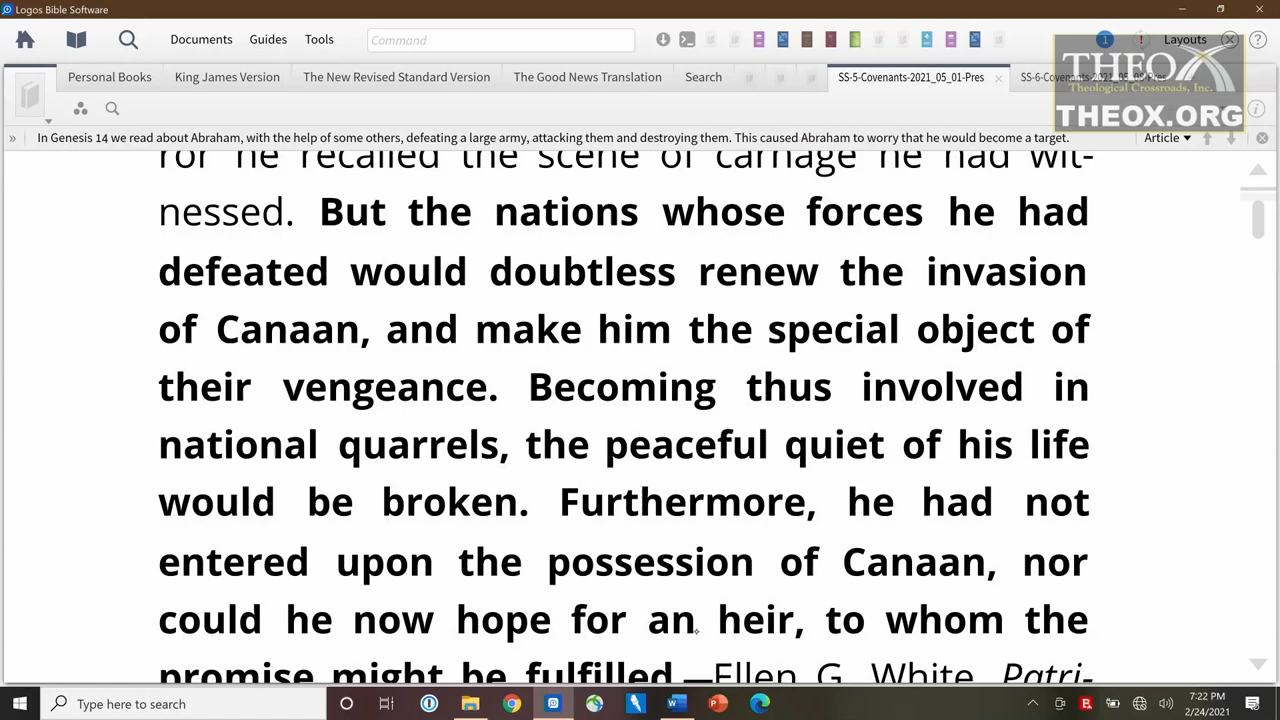 Logos Bible Software
Documents Guides Tools Command Layouts
Personal Books King James Version The New Revised Standard Version The Good News Translation Search SS-5-Covenants-2021_05_01-Pres
THEOX
Theological Crossroads, Inc.
THEOX.ORG
In Genesis 14 we read about Abraham, with the help of some others, defeating a large army, attacking them and destroying them. This caused Abraham to worry that he would become a target. Article
ror he recalled the scene of carnage he had wit-
nessed. But the nations whose forces he had
defeated would doubtless renew the invasion
of Canaan, and make him the special object of
their vengeance. Becoming thus involved in
national quarrels, the peaceful quiet of his life
would be broken. Furthermore, he had not
entered upon the possession of Canaan, nor
could he now hope for an heir, to whom the
promise might be fulfilled.—Ellen G. White, Patri-
Type here to search
7:22 PM
2/24/2021